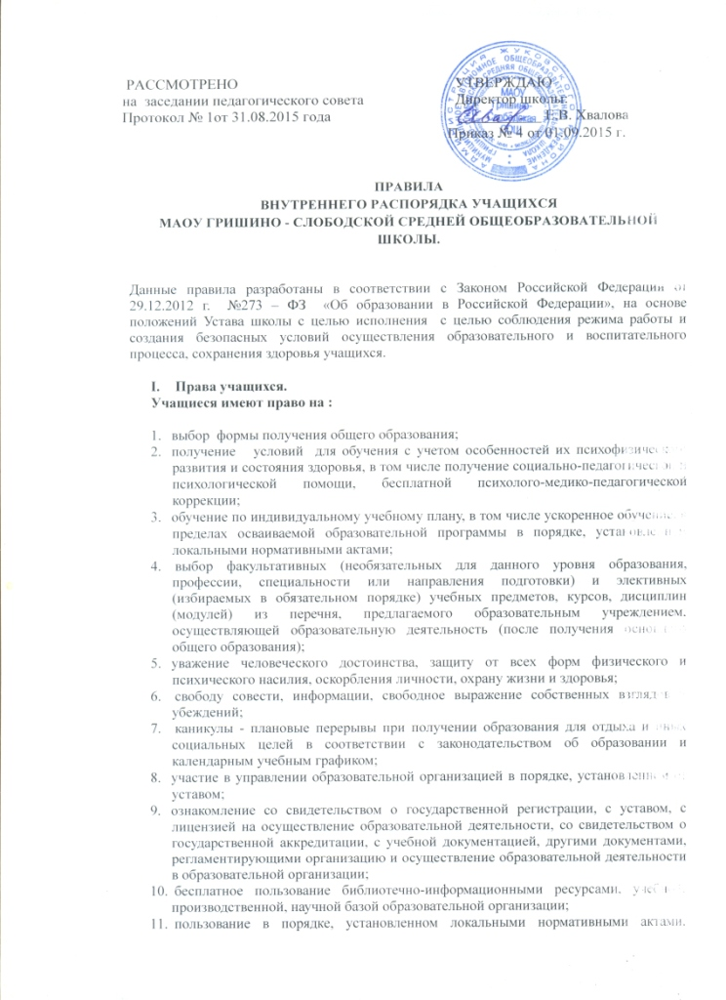 РАССМОТРЕНО
на заседании педагогического совета
Протокол № 1от 31.08.2015 года
УТВЕРЖДАЮ
Директор школы:
Е.В. Хвалова
Приказ № 4 от 01.09.2015 г.
ПРАВИЛА
ВНУТРЕННЕГО РАСПОРЯДКА УЧАЩИХСЯ
МАОУ ГРИШИНО - СЛОБОДСКОЙ СРЕДНЕЙ ОБЩЕОБРАЗОВАТЕЛЬНОЙ
ШКОЛЫ.
Данные правила разработаны в соответствии с Законом Российской Федерации от
29.12.2012 г. №273 – ФЗ «Об образовании в Российской Федерации», на основе
положений Устава школы с целью исполнения с целью соблюдения режима работы и
создания безопасных условий осуществления образовательного и воспитательного
процесса, сохранения здоровья учащихся.
I. Права учащихся.
Учащиеся имеют право на :
1. выбор формы получения общего образования;
2. получение условий для обучения с учетом особенностей их
развития и состояния здоровья, в том числе получение
психологической помощи, бесплатной психолого-медико-педагогической
коррекции;
3. обучение по индивидуальному учебному плану, в том числе ускоренное обучение
пределах осваиваемой образовательной программы в порядке,
локальными нормативными актами;
4. выбор факультативных (необязательных для данного уровня образования,
профессии, специальности или направления подготовки) и элективных
(избираемых в обязательном порядке) учебных предметов, курсов, дисциплин
(модулей) из перечня, предлагаемого образовательным учреждением.
осуществляющей образовательную деятельность (после получения
общего образования);
5. уважение человеческого достоинства, защиту от всех форм физического и
психического насилия, оскорбления личности, охрану жизни и здоровья;
6. свободу совести, информации, свободное выражение собственных
убеждений;
7. каникулы - плановые перерывы при получении образования для отдыха и иных
социальных целей в соответствии с законодательством об образовании и
календарным учебным графиком;
8. участие в управлении образовательной организацией в порядке,
уставом;
9. ознакомление со свидетельством о государственной регистрации, с уставом, с
лицензией на осуществление образовательной деятельности, со свидетельством о
государственной аккредитации, с учебной документацией, другими документами,
регламентирующими организацию и осуществление образовательной деятельности
в образовательной организации;
10. бесплатное пользование библиотечно-информационными ресурсами.
производственной, научной базой образовательной организации;
11. пользование в порядке, установленном локальными нормативными актами.